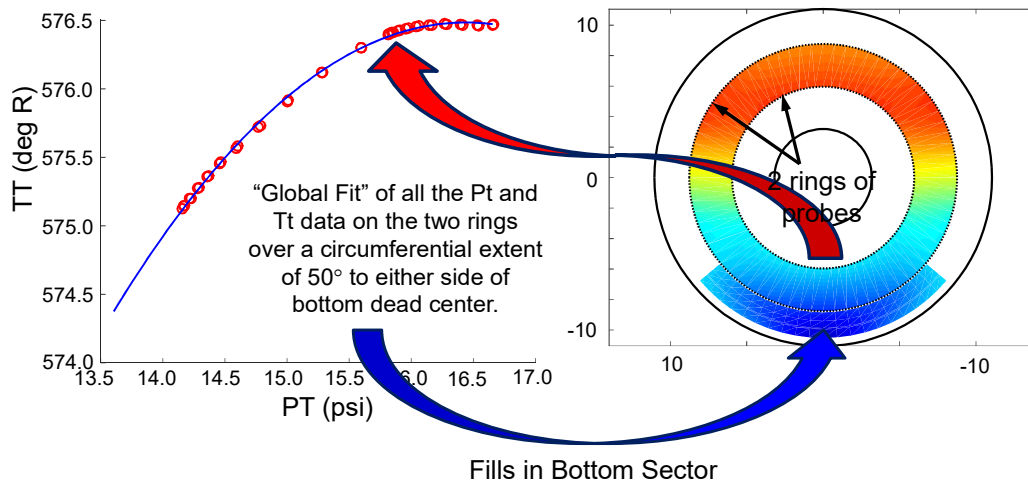 576.5
576.0
575.5
575.0
574.5
574.0
TT (deg R)
13.5
14.0
14.5
15.0
15.5
16.0
16.5
17.0
PT (psi)
“Global Fit” of all the Pt and
Tt data on the two rings
over a circumferential extent
of 50° to either side of
bottom dead center.
10
0
-10
10
-10
2 rings of
probes
Fills in Bottom Sector